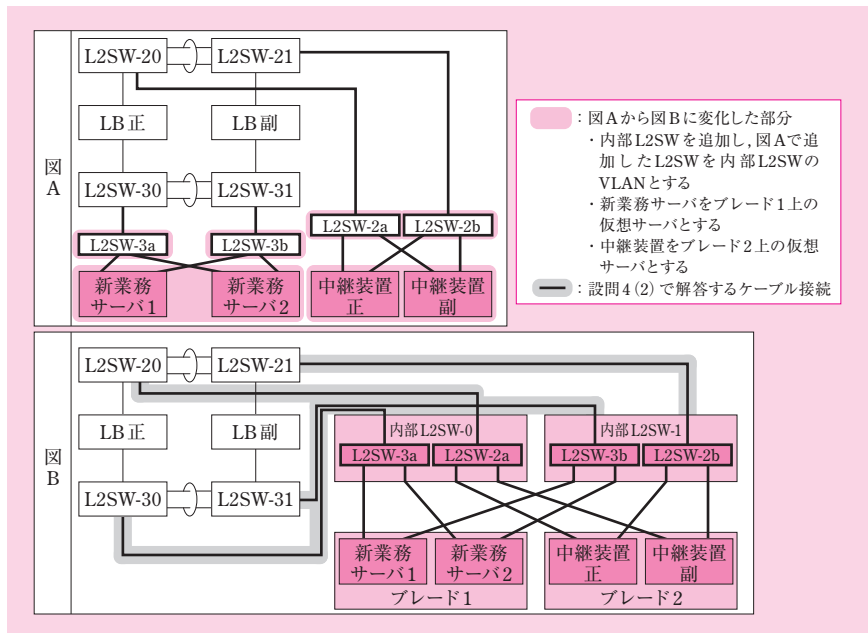 図A
L2SW-20
L2SW-21
LB正
LB副
L2SW-30
L2SW-31
L2SW-3a
L2SW-3b
L2SW-2a
L2SW-2b
新業務
サーバ1
新業務
サーバ2
中継装置
正
中継装置
副
：図Aから図Bに変化した部分
・内部L2SWを追加し，図Aで追
加したL2SWを内部L2SWの
VLANとする
・新業務サーバをブレード1上の
仮想サーバとする
・中継装置をブレード2上の仮想
サーバとする
：設問4(2)で解答するケーブル接続
図B
L2SW-20
L2SW-21
LB正
LB副
L2SW-30
L2SW-31
内部L2SW-0
内部L2SW-1
L2SW-3a
L2SW-2a
L2SW-3b
L2SW-2b
新業務
サーバ1
新業務
サーバ2
中継装置
正
中継装置
副
ブレード1
ブレード2